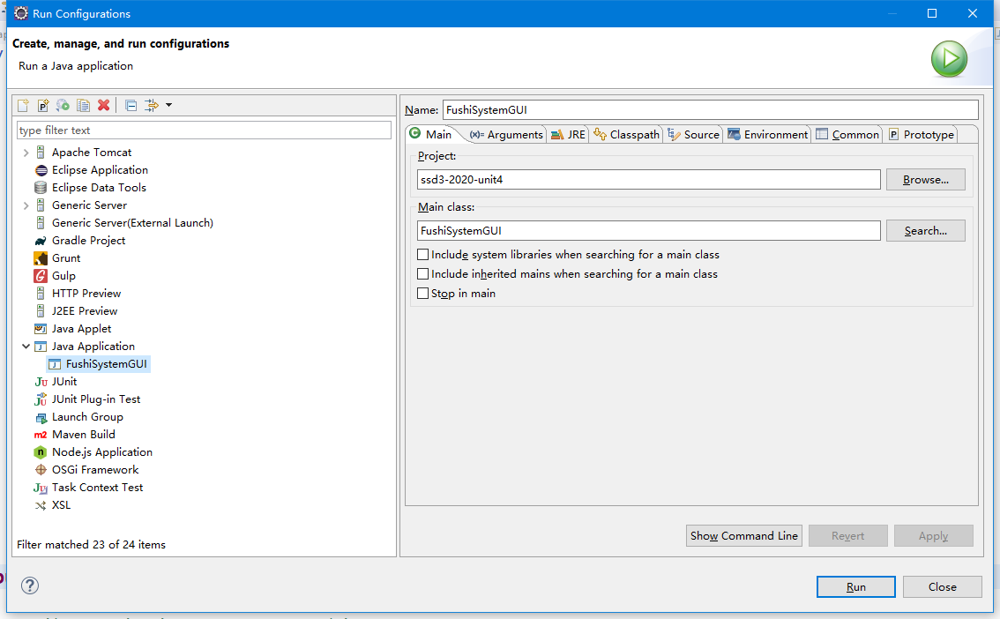 Run Configurations
Create, manage, and run configurations
Run a Java application
type filter text
Apache Tomcat
Eclipse Application
Eclipse Data Tools
Generic Server
Generic Server(External Launch)
Gradle Project
Grunt
Gulp
HTTP Preview
J2EE Preview
Java Applet
Java Application
FushiSystemGUI
JUnit
JUnit Plug-in Test
Launch Group
Maven Build
Node.js Application
OSGi Framework
Task Context Test
XSL
Filter matched 23 of 24 items
Name: FushiSystemGUI
Main (x)= Arguments JRE Classpath Source Environment Common Prototype
Project:
ssd3-2020-unit4 Browse...
Main class:
FushiSystemGUI Search...
Include system libraries when searching for a main class
Include inherited mains when searching for a main class
Stop in main
Show Command Line Revert Apply
Run Close